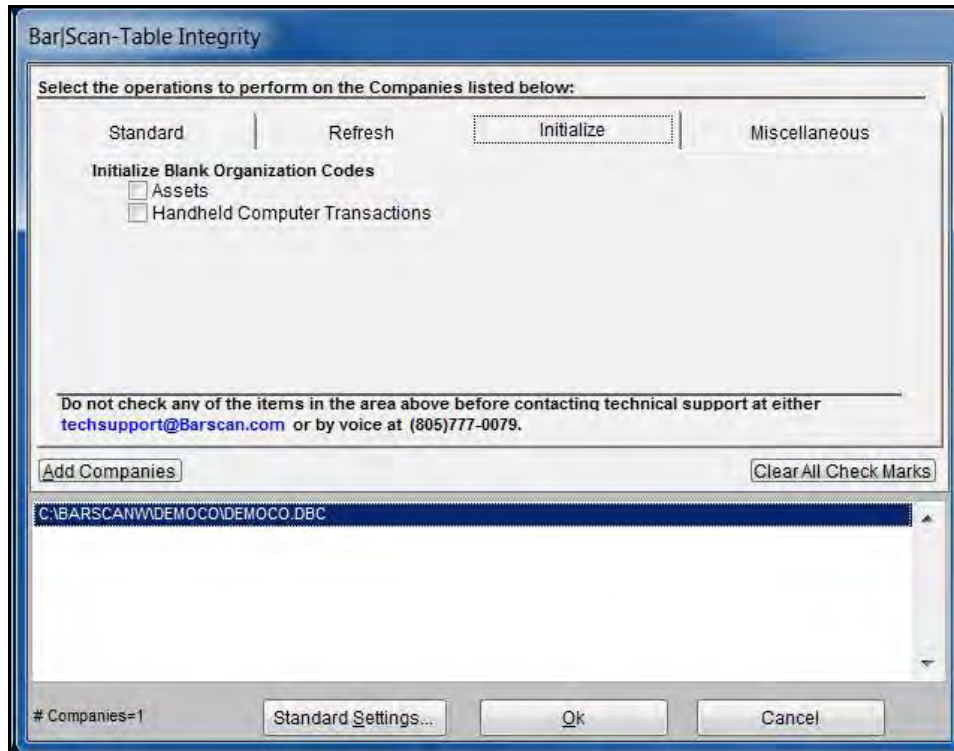 Bar|Scan-Table Integrity
Select the operations to perform on the Companies listed below:
Standard Refresh Initialize Miscellaneous
Initialize Blank Organization Codes
Assets
Handheld Computer Transactions
Do not check any of the items in the area above before contacting technical support at either
techsupport@Barscan.com or by voice at (805)777-0079.
Add Companies Clear All Check Marks
C:\BARSCANW\DEMOCO\DEMOCO.DBC
# Companies=1 Standard Settings... Ok Cancel